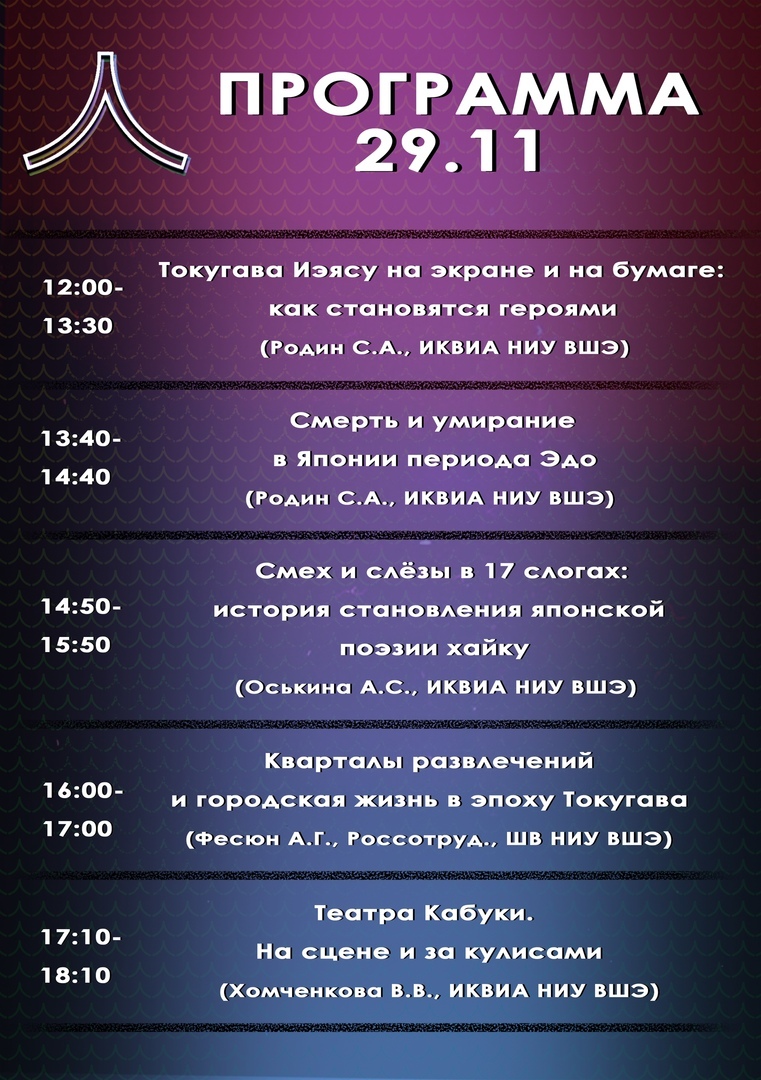 ПРОГРАММА
29.11
12:00-
13:30
Токугава Иэясу на экране и на бумаге:
как становятся героями
(Родин С.А., ИКВИА НИУ ВШЭ)
13:40-
14:40
Смерть и умирание
в Японии периода Эдо
(Родин С.А., ИКВИА НИУ ВШЭ)
14:50-
15:50
Смех и слёзы в 17 слогах:
история становления японской
поэзии хайку
(Оськина А.С., ИКВИА НИУ ВШЭ)
16:00-
17:00
Кварталы развлечений
и городская жизнь в эпоху Токугава
(Фесюн А.Г., Россотруд., ШВ НИУ ВШЭ)
17:10-
18:10
Театра Кабуки.
На сцене и за кулисами
(Хомченкова В.В., ИКВИА НИУ ВШЭ)